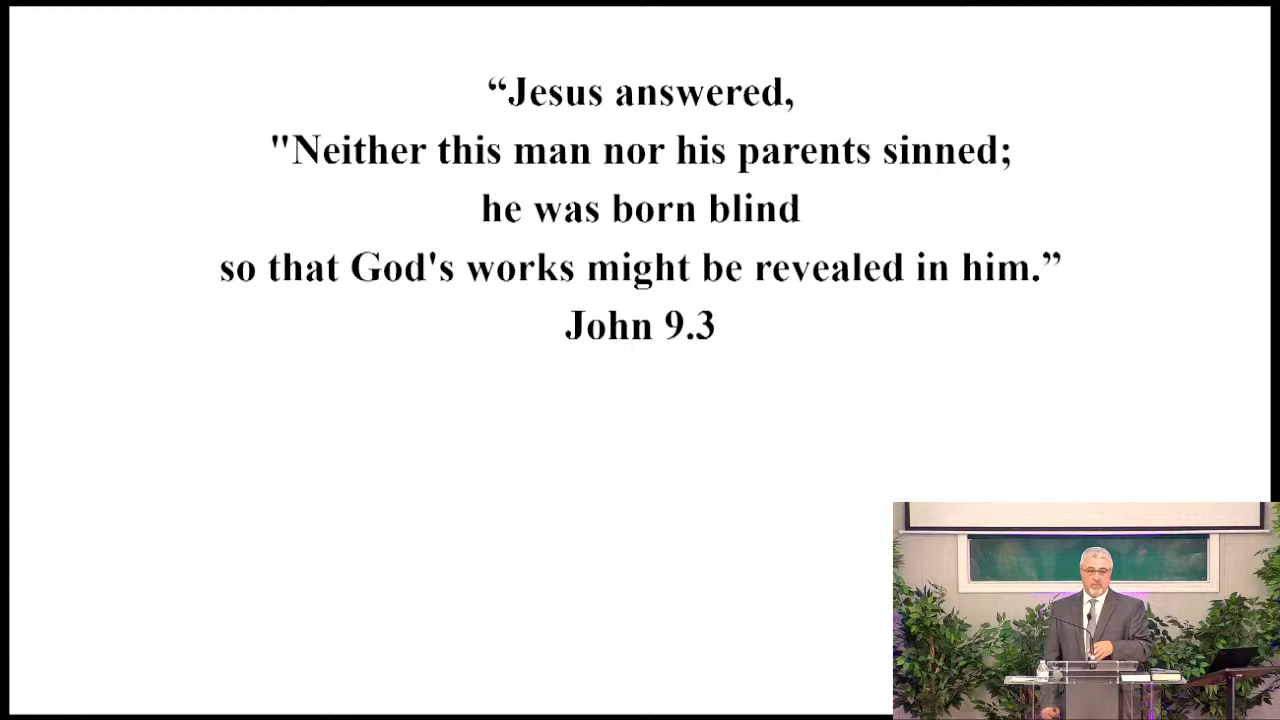 “Jesus answered,
"Neither this man nor his parents sinned;
he was born blind
so that God's works might be revealed in him.”
John 9.3